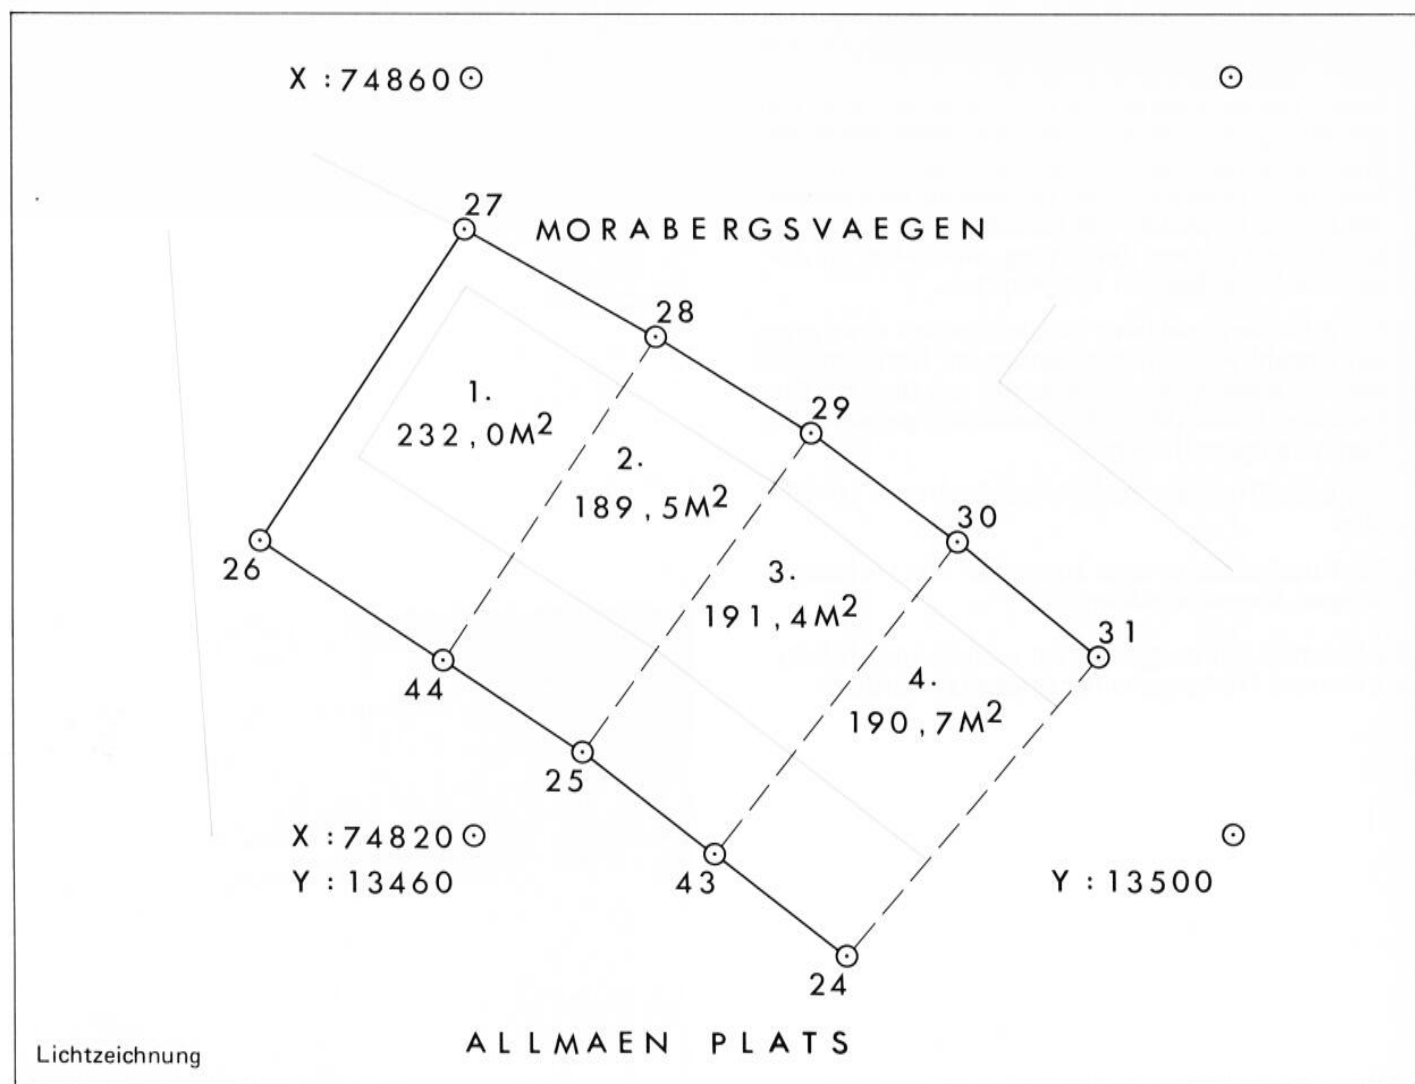 X : 74860
27
MORABERGSVAEGEN
28
1.
232,0M²
29
2.
189,5M²
30
26
3.
191,4M²
31
44
4.
190,7M²
25
X : 74820
Y : 13460
43
Y : 13500
24
ALLMAEN PLATS
Lichtzeichnung